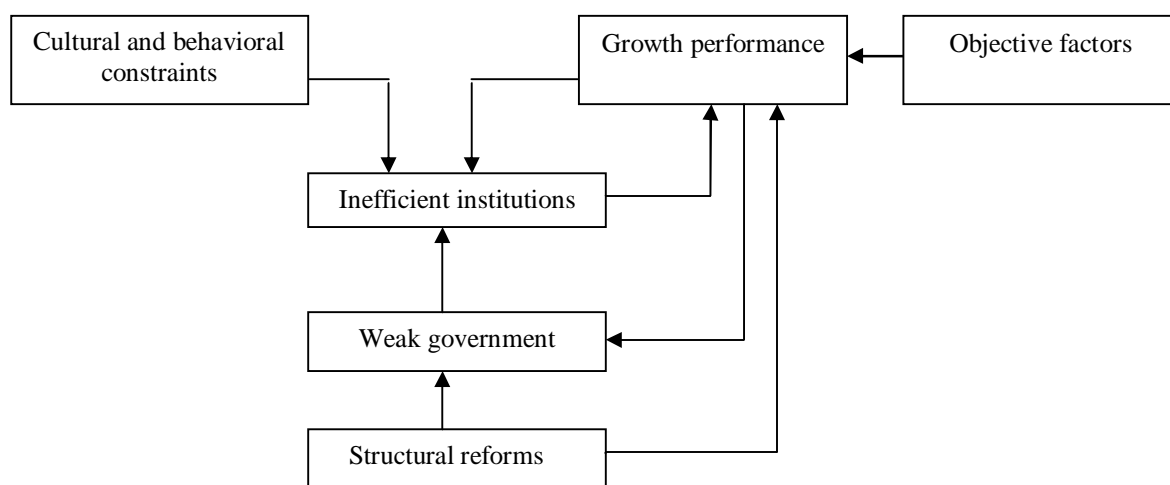 Cultural and behavioral
constraints
Growth performance
Objective factors
Inefficient institutions
Weak government
Structural reforms